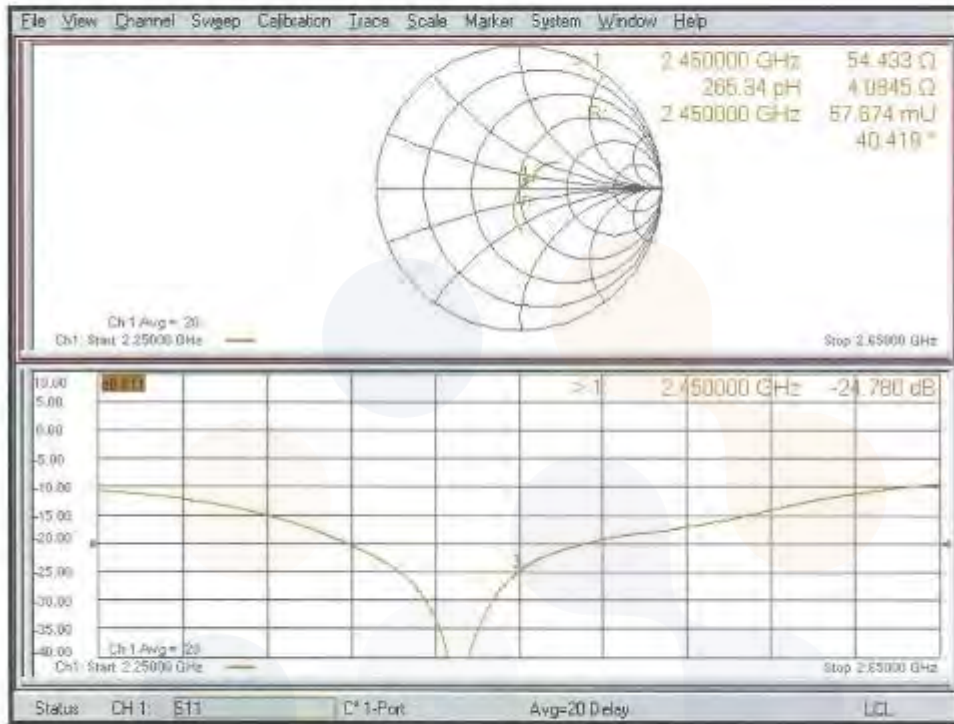 File View Channel Sweep Calibration Trace Scale Marker System Window Help
> 1 2.450000 GHz 54.433 Ω
265.34 pH 4.0845 Ω
R: 2.450000 GHz 57.674 mU
40.419 °
Ch 1 Avg = 20
Ch1: Start 2.25000 GHz
Stop 2.65000 GHz
10.00
> 1 2.450000 GHz -24.780 dB
5.00
0.00
-5.00
-10.00
-15.00
-20.00
-25.00
-30.00
-35.00
-40.00
Ch 1 Avg = 20
Ch1: Start 2.25000 GHz
Stop 2.65000 GHz
Status CH 1: S11 C* 1-Port Avg=20 Delay LCL